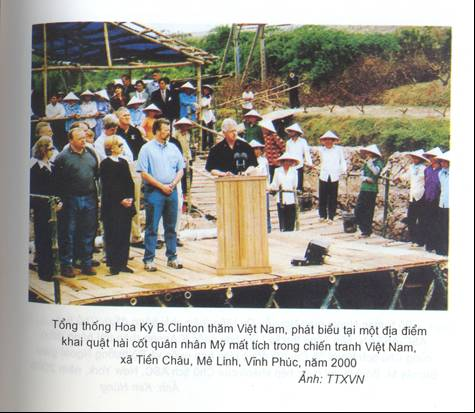 Tổng thống Hoa Kỳ B.Clinton thăm Việt Nam, phát biểu tại một địa điểm
khai quật hài cốt quân nhân Mỹ mất tích trong chiến tranh Việt Nam,
xã Tiền Châu, Mê Linh, Vĩnh Phúc, năm 2000
Ảnh: TTXVN